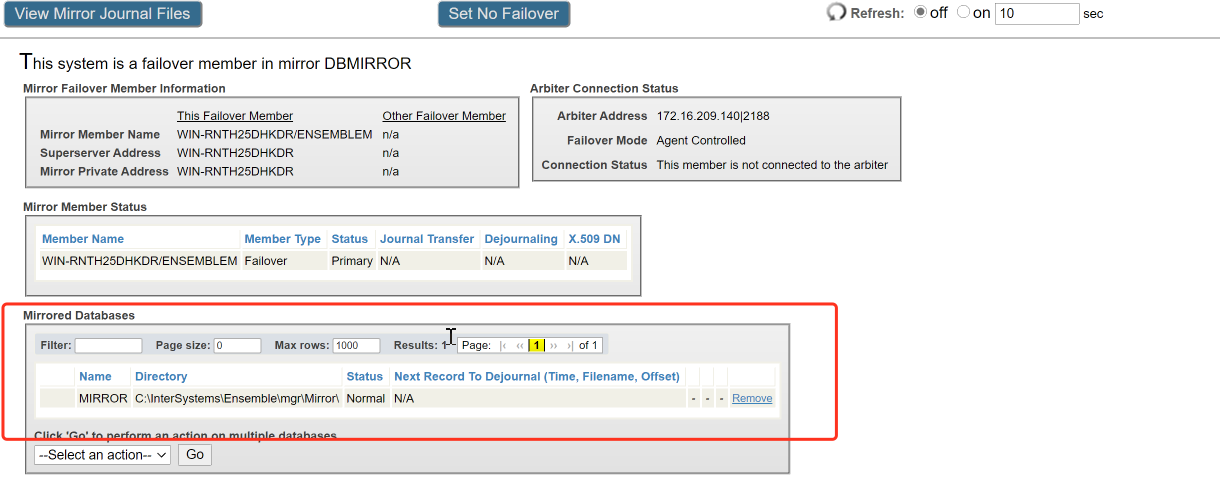 View Mirror Journal Files Set No Failover Refresh: off on 10 sec
This system is a failover member in mirror DBMIRROR
Mirror Failover Member Information
This Failover Member Other Failover Member
Mirror Member Name WIN-RNTH25DHKDR/ENSEMBLEM n/a
Superserver Address WIN-RNTH25DHKDR n/a
Mirror Private Address WIN-RNTH25DHKDR n/a
Arbiter Connection Status
Arbiter Address 172.16.209.140|2188
Failover Mode Agent Controlled
Connection Status This member is not connected to the arbiter
Mirror Member Status
Member Name Member Type Status Journal Transfer Dejournaling X.509 DN
WIN-RNTH25DHKDR/ENSEMBLEM Failover Primary N/A N/A N/A
Mirrored Databases
Filter: Page size: 0 Max rows: 1000 Results: 1 Page: |‹ ‹‹ 1 ›› ›| of 1
Name Directory Status Next Record To Dejournal (Time, Filename, Offset)
MIRROR C:\InterSystems\Ensemble\mgr\Mirror\ Normal N/A - - - Remove
Click 'Go' to perform an action on multiple databases
--Select an action-- Go